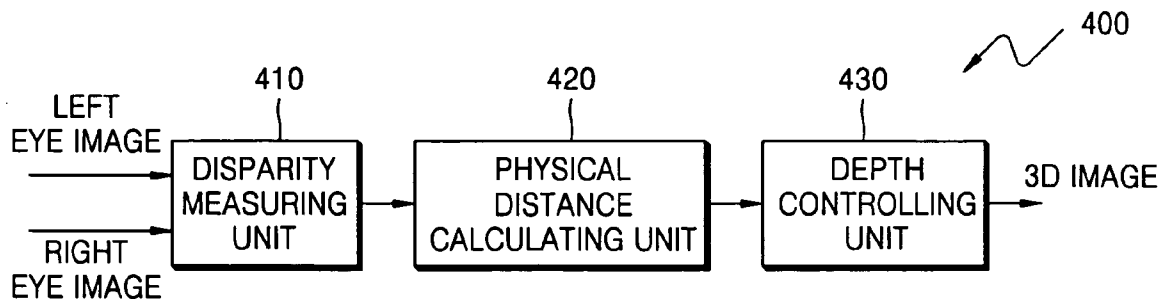 400
410
420
430
LEFT
EYE IMAGE
DISPARITY
MEASURING
UNIT
PHYSICAL
DISTANCE
CALCULATING UNIT
DEPTH
CONTROLLING
UNIT
3D IMAGE
RIGHT
EYE IMAGE